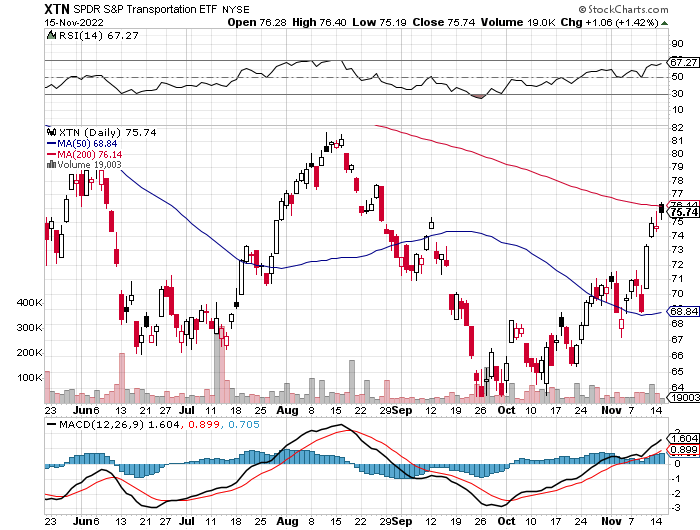 XTN SPDR S&P Transportation ETF NYSE © StockCharts.com
15-Nov-2022 Open 76.28 High 76.40 Low 75.19 Close 75.74 Volume 19.0K Chg +1.06 (+1.42%)
RSI(14) 67.27
90
67.27
50
30
10
XTN (Daily) 75.74
MA(50) 68.84
MA(200) 76.14
Volume 19,003
82
81
80
79
78
77
76.14
75.74
74
73
72
71
70
69
68.84
68
67
66
65
64
19003
400K
300K
200K
100K
23 Jun 6 13 21 27 Jul 11 18 25 Aug 8 15 22 29 Sep 12 19 26 Oct 10 17 24 Nov 7 14
MACD(12,26,9) 1.604, 0.899, 0.705
1.604
0.899
0
-1
-2
-3
23 Jun 6 13 21 27 Jul 11 18 25 Aug 8 15 22 29 Sep 12 19 26 Oct 10 17 24 Nov 7 14